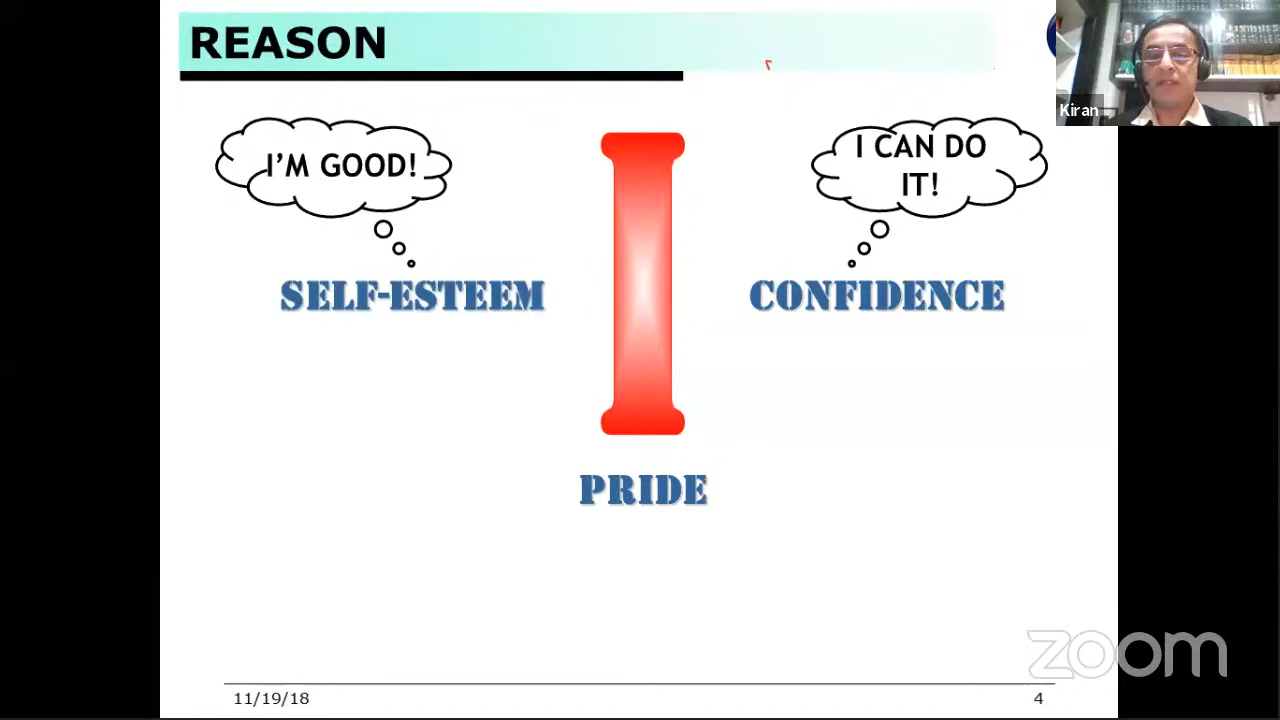 REASON
Kiran
I'M GOOD!
I CAN DO
IT!
SELF-ESTEEM
I
CONFIDENCE
PRIDE
zoom
11/19/18
4